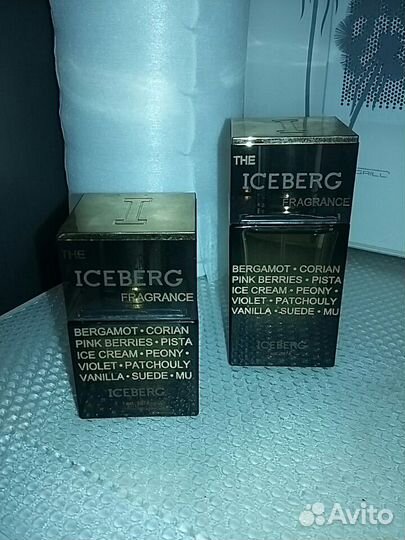 I
THE
ICEBERG
FRAGRANCE
BERGAMOT • CORIAN
PINK BERRIES • PISTA
ICE CREAM • PEONY •
VIOLET • PATCHOULY
VANILLA • SUEDE • MU
ICEBERG
I
THE
ICEBERG
FRAGRANCE
BERGAMOT • CORIAN
PINK BERRIES • PISTA
ICE CREAM • PEONY •
VIOLET • PATCHOULY
VANILLA • SUEDE • MU
ICEBERG
Avito